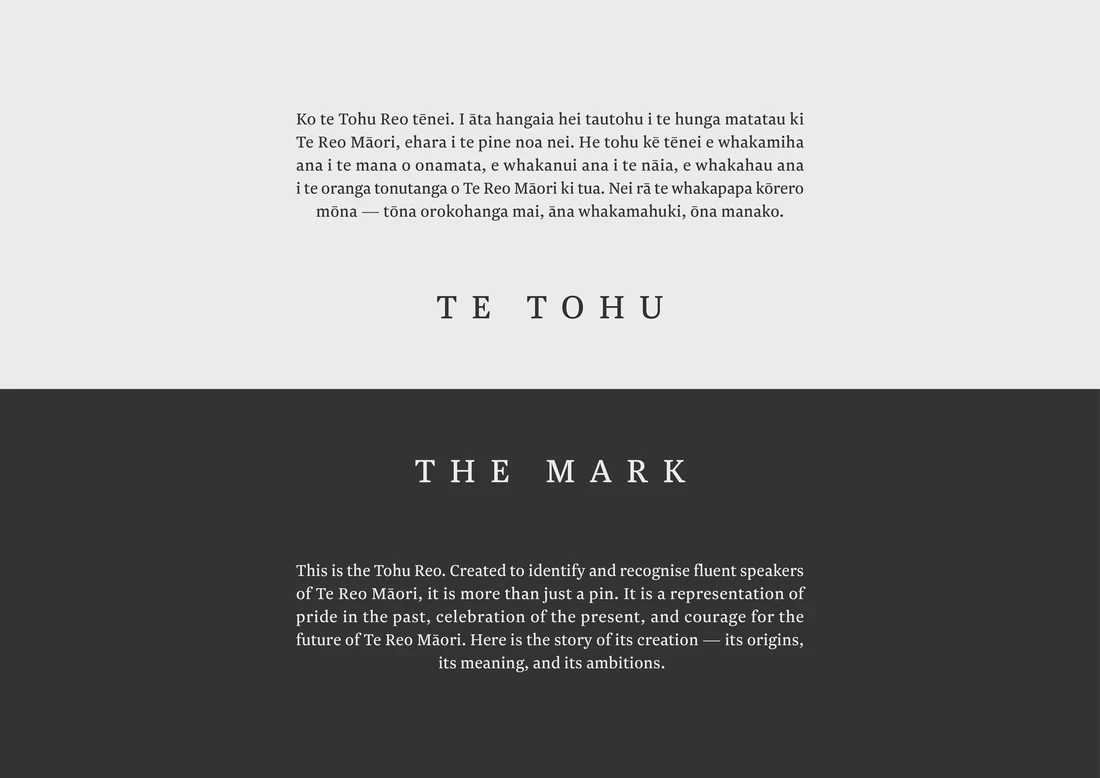 Ko te Tohu Reo tēnei. I āta hangaia hei tautohu i te hunga matatau ki
Te Reo Māori, ehara i te pine noa nei. He tohu kē tēnei e whakamiha
ana i te mana o onamata, e whakanui ana i te nāia, e whakahau ana
i te oranga tonutanga o Te Reo Māori ki tua. Nei rā te whakapapa kōrero
mōna — tōna orokohanga mai, āna whakamahuki, ōna manako.
TE TOHU
THE MARK
This is the Tohu Reo. Created to identify and recognise fluent speakers
of Te Reo Māori, it is more than just a pin. It is a representation of
pride in the past, celebration of the present, and courage for the
future of Te Reo Māori. Here is the story of its creation — its origins,
its meaning, and its ambitions.